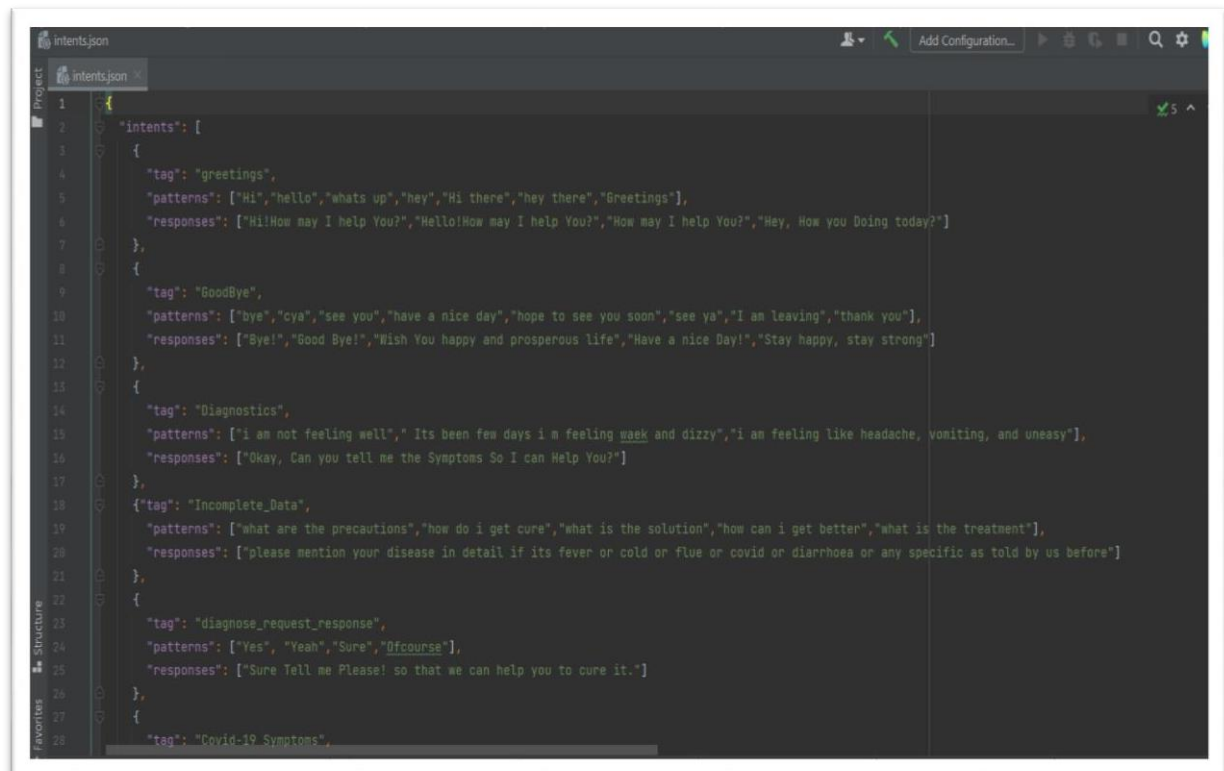 intents.json
Add Configuration...
Project
intents.json
5
1 {
2 "intents": [
3 {
4 "tag": "greetings",
5 "patterns": ["Hi","hello","whats up","hey","Hi there","hey there","Greetings"],
6 "responses": ["Hi!How may I help You?","Hello!How may I help You?","How may I help You?","Hey, How you Doing today?"]
7 },
8 {
9 "tag": "GoodBye",
10 "patterns": ["bye","cya","see you","have a nice day","hope to see you soon","see ya","I am leaving","thank you"],
11 "responses": ["Bye!","Good Bye!","Wish You happy and prosperous life","Have a nice Day!","Stay happy, stay strong"]
12 },
13 {
14 "tag": "Diagnostics",
15 "patterns": ["i am not feeling well"," Its been few days i m feeling waek and dizzy","i am feeling like headache, vomiting, and uneasy"],
16 "responses": ["Okay, Can you tell me the Symptoms So I can Help You?"]
17 },
18 {"tag": "Incomplete_Data",
19 "patterns": ["what are the precautions","how do i get cure","what is the solution","how can i get better","what is the treatment"],
20 "responses": ["please mention your disease in detail if its fever or cold or flue or covid or diarrhoea or any specific as told by us before"]
21 },
22 {
23 "tag": "diagnose_request_response",
24 "patterns": ["Yes", "Yeah","Sure","Ofcourse"],
25 "responses": ["Sure Tell me Please! so that we can help you to cure it."]
26 },
27 {
28 "tag": "Covid-19 Symptoms",
Structure
Favorites